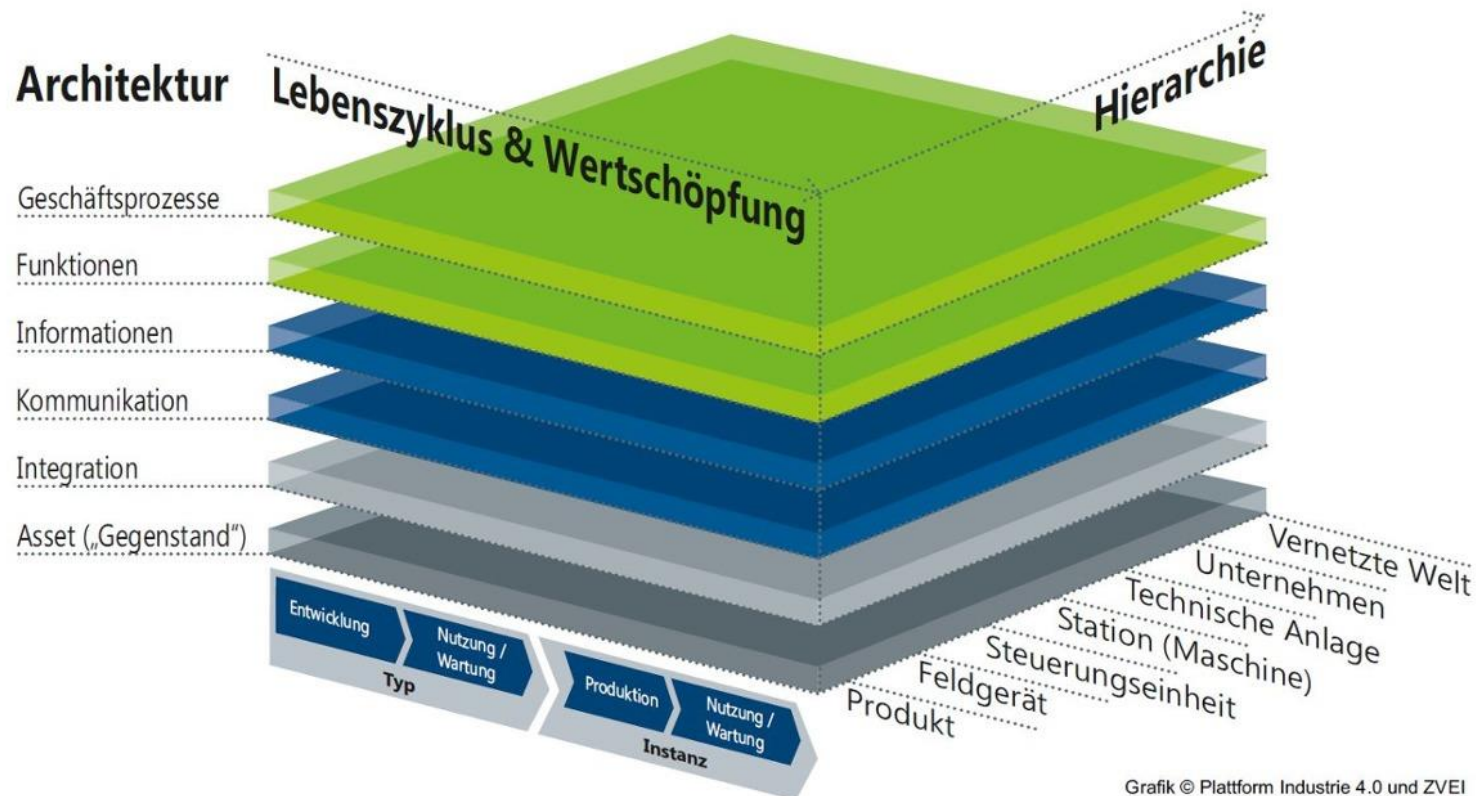 Architektur
Lebenszyklus & Wertschöpfung
Hierarchie
Geschäftsprozesse
Funktionen
Informationen
Kommunikation
Integration
Asset („Gegenstand“)
Entwicklung
Nutzung /
Wartung
Typ
Produktion
Nutzung /
Wartung
Instanz
Vernetzte Welt
Unternehmen
Technische Anlage
Station (Maschine)
Steuerungseinheit
Feldgerät
Produkt
Grafik © Plattform Industrie 4.0 und ZVEI